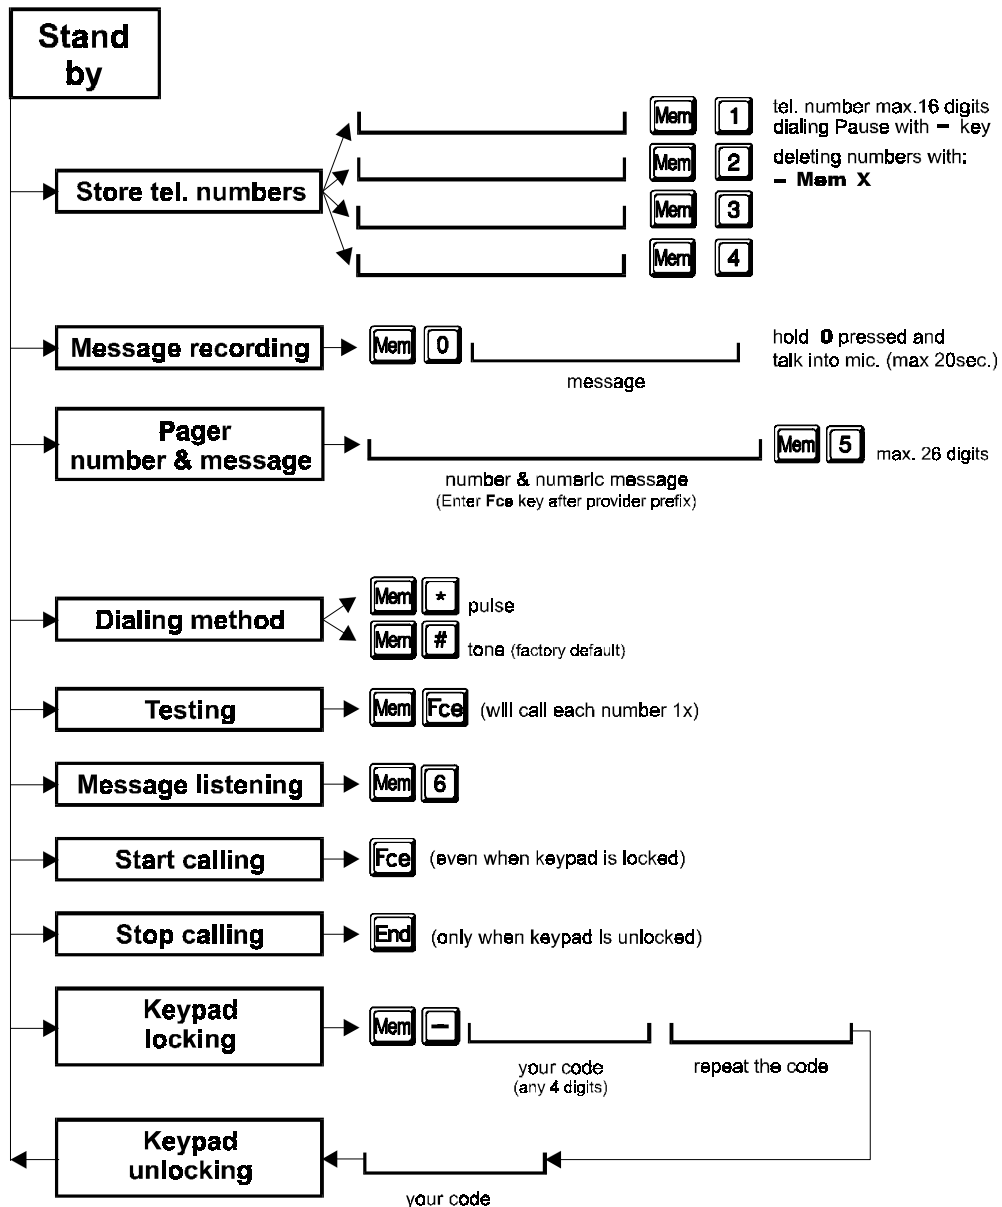 Stand
by
Mem 1
tel. number max.16 digits
dialing Pause with – key
Store tel. numbers
Mem 2
deleting numbers with:
– Mem X
Mem 3
Mem 4
Message recording
Mem 0
message
hold 0 pressed and
talk into mic. (max 20sec.)
Pager
number & message
number & numeric message
(Enter Fce key after provider prefix)
Mem 5
max. 26 digits
Dialing method
Mem * pulse
Mem # tone (factory default)
Testing
Mem Fce (will call each number 1x)
Message listening
Mem 6
Start calling
Fce (even when keypad is locked)
Stop calling
End (only when keypad is unlocked)
Keypad
locking
Mem –
your code
(any 4 digits)
repeat the code
Keypad
unlocking
your code